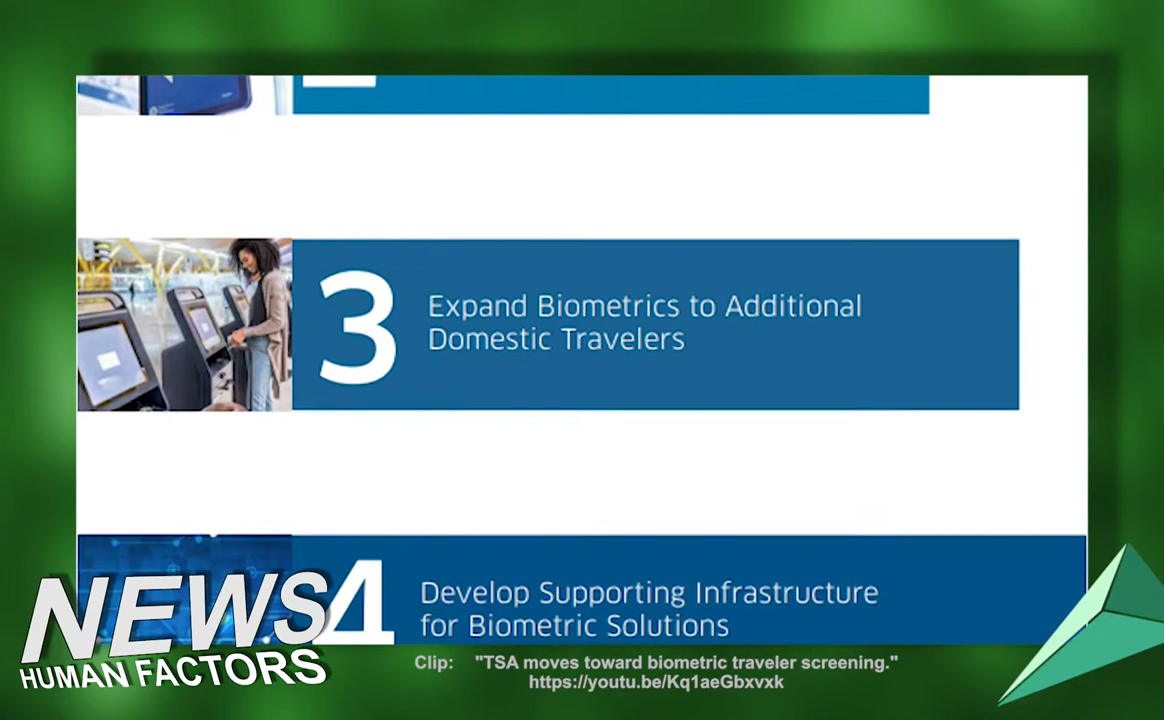 3
Expand Biometrics to Additional
Domestic Travelers
4
Develop Supporting Infrastructure
for Biometric Solutions
NEWS
HUMAN FACTORS
Clip: "TSA moves toward biometric traveler screening."
https://youtu.be/Kq1aeGbxvxk